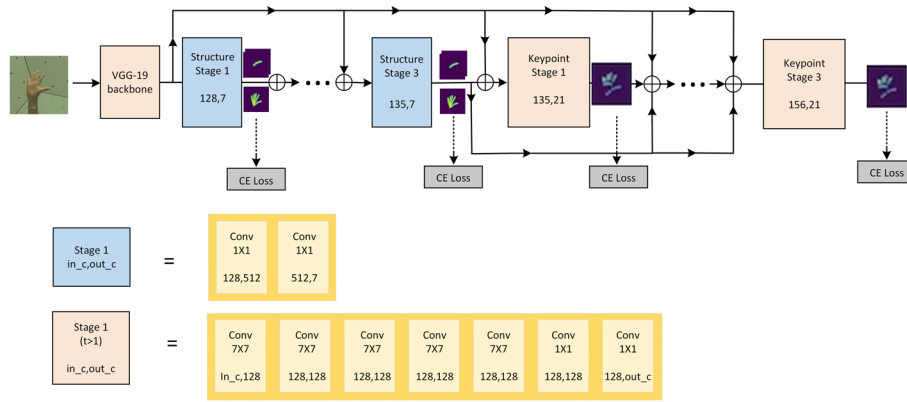 VGG-19
backbone
Structure
Stage 1
128,7
Structure
Stage 3
135,7
Keypoint
Stage 1
135,21
Keypoint
Stage 3
156,21
CE Loss
CE Loss
CE Loss
CE Loss
Stage 1
in_c,out_c
=
Conv
1X1
128,512
Conv
1X1
512,7
Stage 1
(t>1)
in_c,out_c
=
Conv
7X7
In_c,128
Conv
7X7
128,128
Conv
7X7
128,128
Conv
7X7
128,128
Conv
7X7
128,128
Conv
1X1
128,128
Conv
1X1
128,out_c